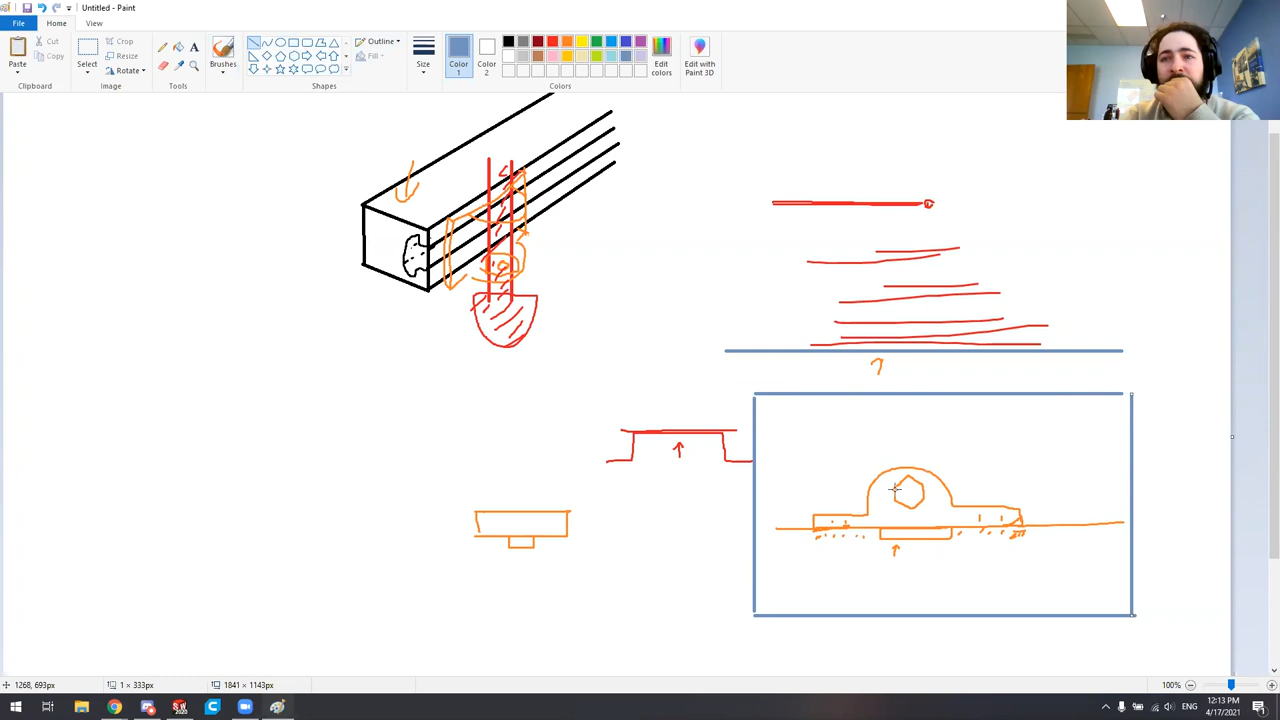 Untitled - Paint
File Home View
Paste
Cut
Copy
Clipboard
Select
Crop
Resize
Rotate
Image
A
Tools
Brushes
Shapes
Outline
Fill
Size
Color 1
Color 2
Edit colors
Colors
Edit with Paint 3D
1268, 693px
1 × 333px
1841 × 1143px
100%
ENG
12:13 PM
4/17/2021